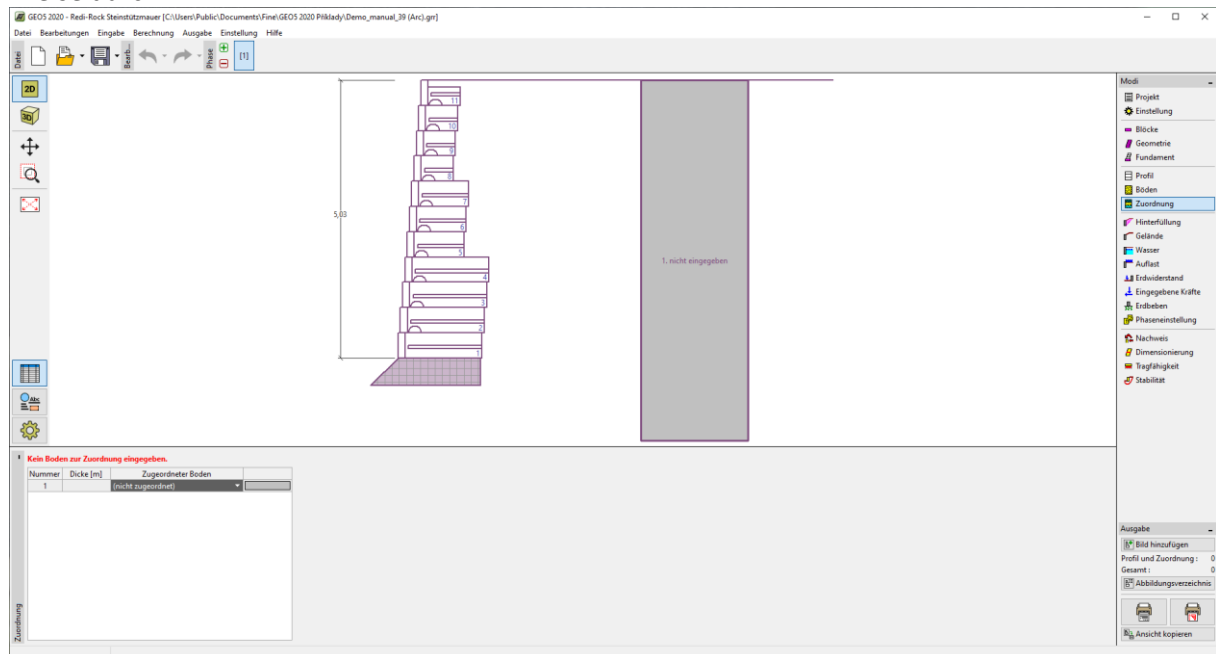 GEO5 2020 - Redi-Rock Steinstützmauer [C:\Users\Public\Documents\Fine\GEO5 2020 Příklady\Demo_manual_39 (Arc).grr]
Datei Bearbeitungen Eingabe Berechnung Ausgabe Einstellung Hilfe
Datei
Bearb...
Phase
[1]
2D
3D
Abc
5,03
11
10
9
8
7
6
5
4
3
2
1
1. nicht eingegeben
Modi
Projekt
Einstellung
Blöcke
Geometrie
Fundament
Profil
Böden
Zuordnung
Hinterfüllung
Gelände
Wasser
Auflast
Erdwiderstand
Eingegebene Kräfte
Erdbeben
Phaseneinstellung
Nachweis
Dimensionierung
Tragfähigkeit
Stabilität
Kein Boden zur Zuordnung eingegeben.
Nummer Dicke [m] Zugeordneter Boden
1 (nicht zugeordnet)
Zuordnung
Ausgabe
Bild hinzufügen
Profil und Zuordnung : 0
Gesamt : 0
Abbildungsverzeichnis
Ansicht kopieren